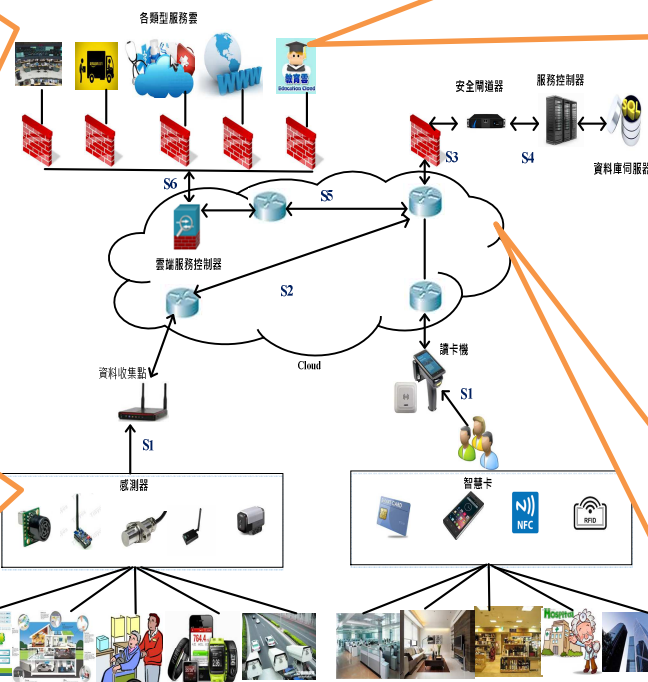 各類型服務雲
WWW
教育雲
Education Cloud
安全閘道器
服務控制器
SQL
資料庫伺服器
S3
S4
S6
S5
雲端服務控制器
S2
Cloud
資料收集點
讀卡機
S1
S1
感測器
智慧卡
NFC
RFID
HOSPITAL